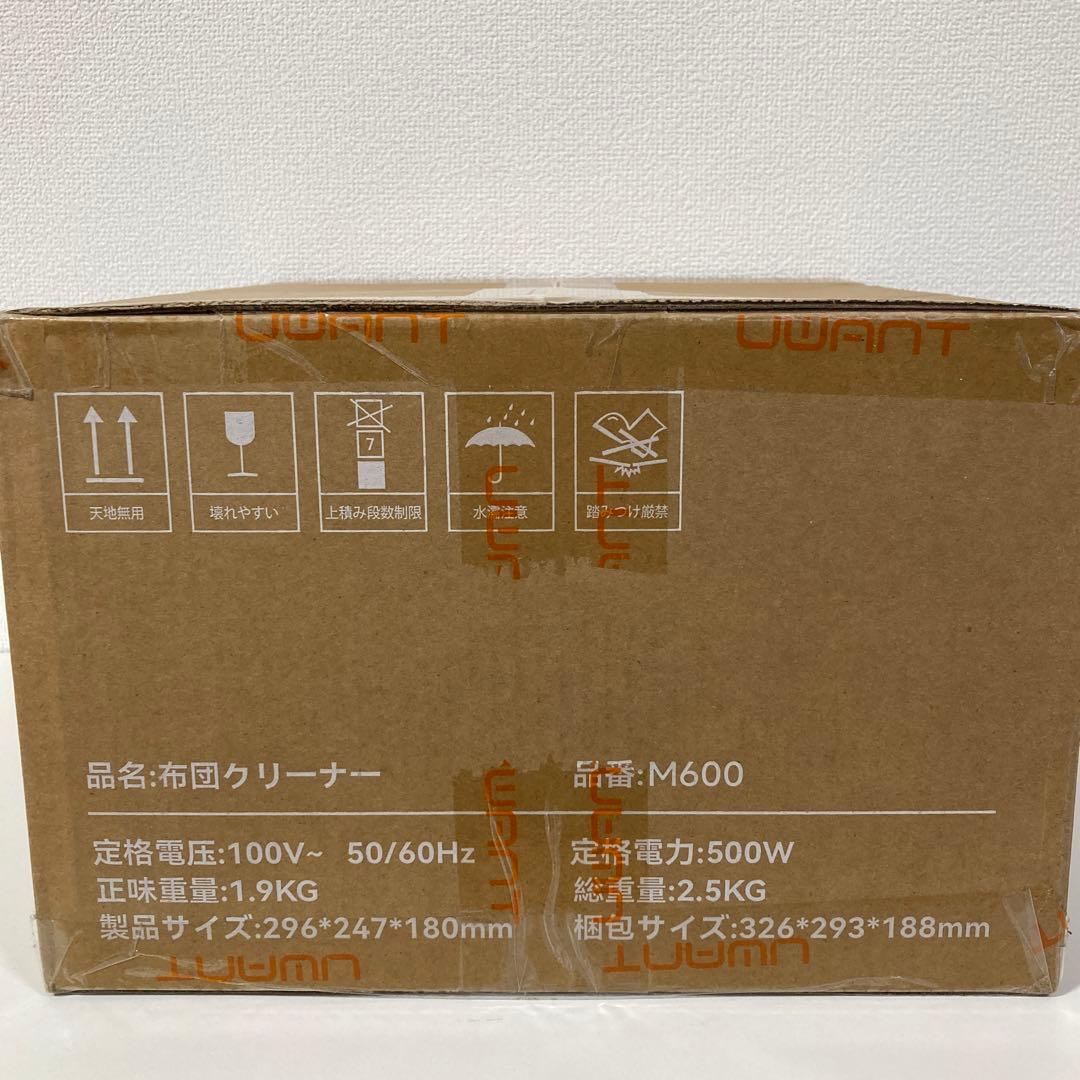 UWANT UWANT
7
天地無用 壊れやすい 上積み段数制限 水濡注意 踏みつけ厳禁
品名:布団クリーナー 品番:M600
定格電圧:100V~ 50/60Hz 定格電力:500W
正味重量:1.9KG 総重量:2.5KG
製品サイズ:296*247*180mm 梱包サイズ:326*293*188mm
UWANT UWANT